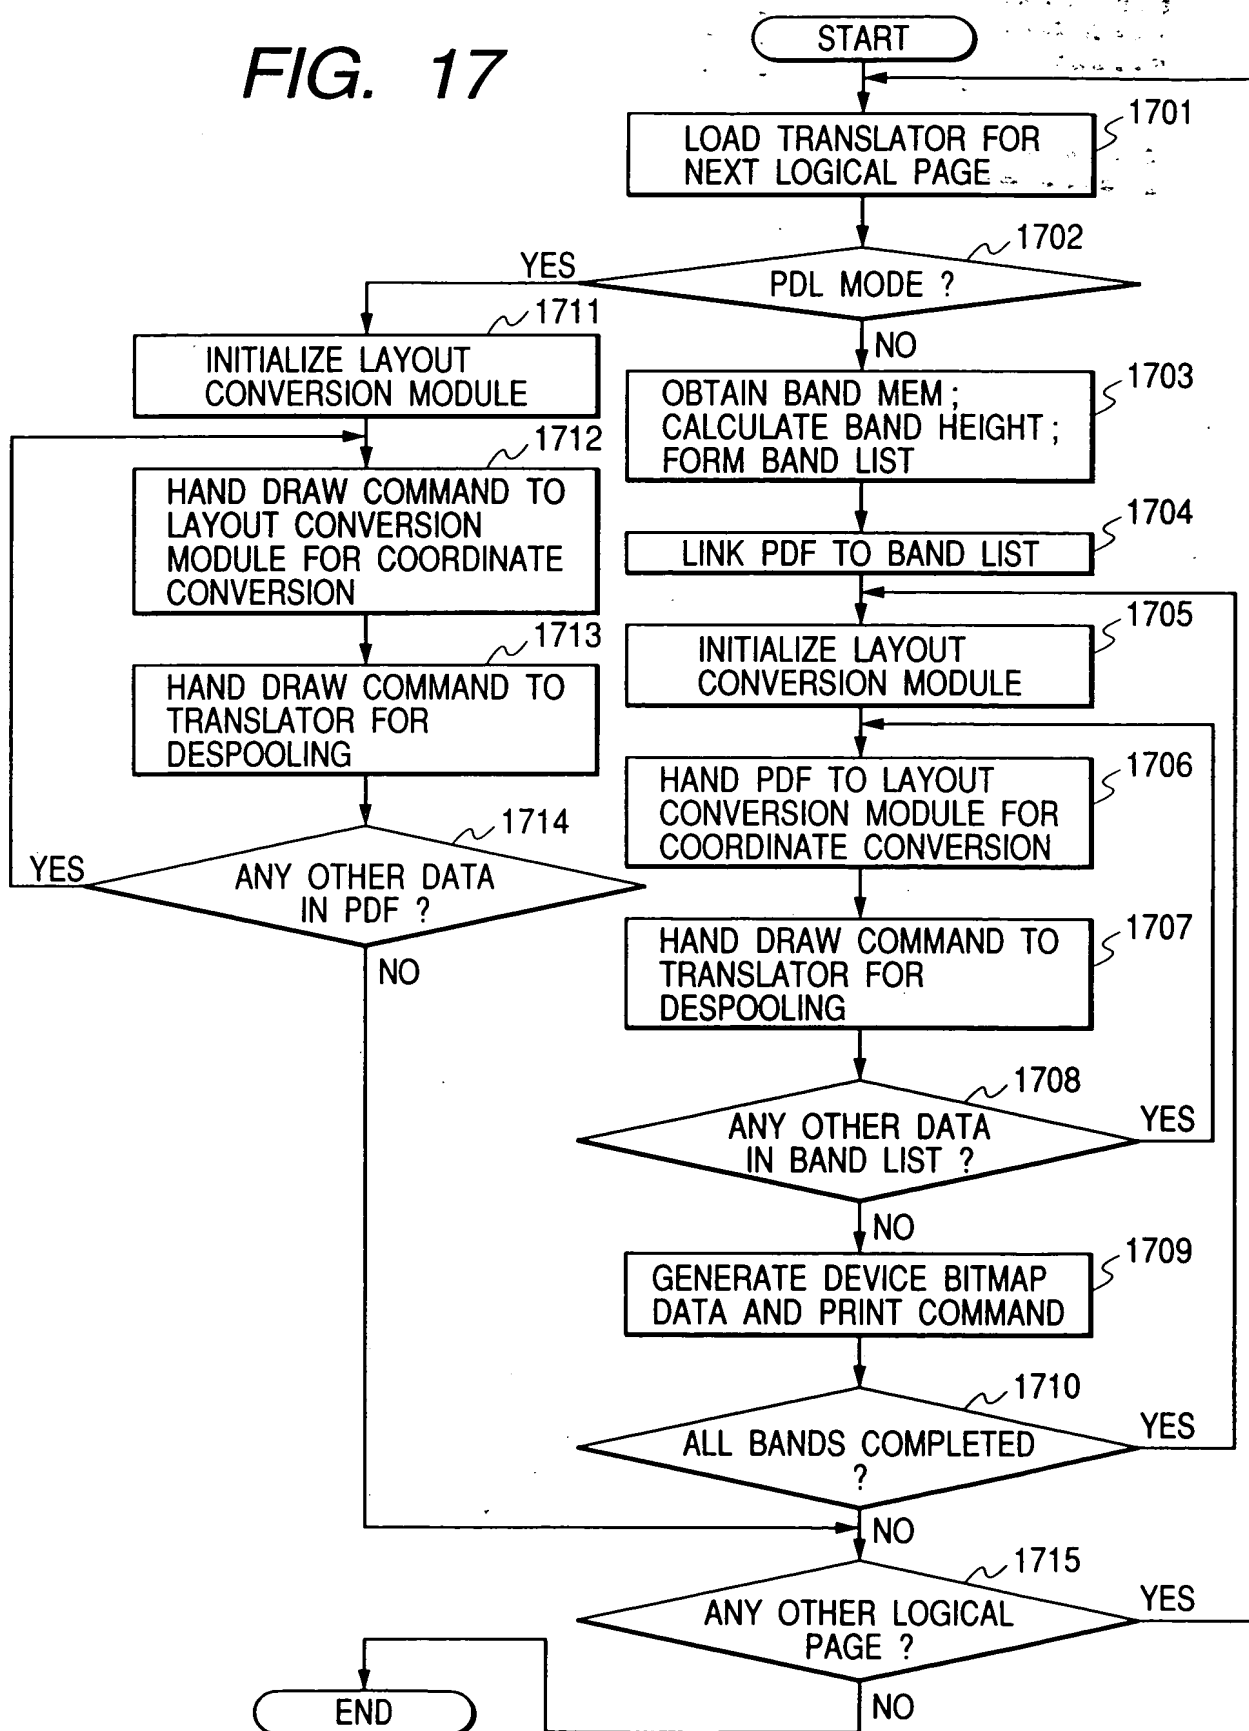 FIG. 17
START
1701
LOAD TRANSLATOR FOR
NEXT LOGICAL PAGE
1702
YES
PDL MODE ?
NO
1711
INITIALIZE LAYOUT
CONVERSION MODULE
1703
OBTAIN BAND MEM ;
CALCULATE BAND HEIGHT ;
FORM BAND LIST
1712
HAND DRAW COMMAND TO
LAYOUT CONVERSION
MODULE FOR COORDINATE
CONVERSION
1704
LINK PDF TO BAND LIST
1705
INITIALIZE LAYOUT
CONVERSION MODULE
1713
HAND DRAW COMMAND TO
TRANSLATOR FOR
DESPOOLING
1706
HAND PDF TO LAYOUT
CONVERSION MODULE FOR
COORDINATE CONVERSION
1714
YES
ANY OTHER DATA
IN PDF ?
NO
1707
HAND DRAW COMMAND TO
TRANSLATOR FOR
DESPOOLING
1708
ANY OTHER DATA
IN BAND LIST ?
YES
NO
1709
GENERATE DEVICE BITMAP
DATA AND PRINT COMMAND
1710
ALL BANDS COMPLETED
?
YES
NO
1715
ANY OTHER LOGICAL
PAGE ?
YES
NO
END